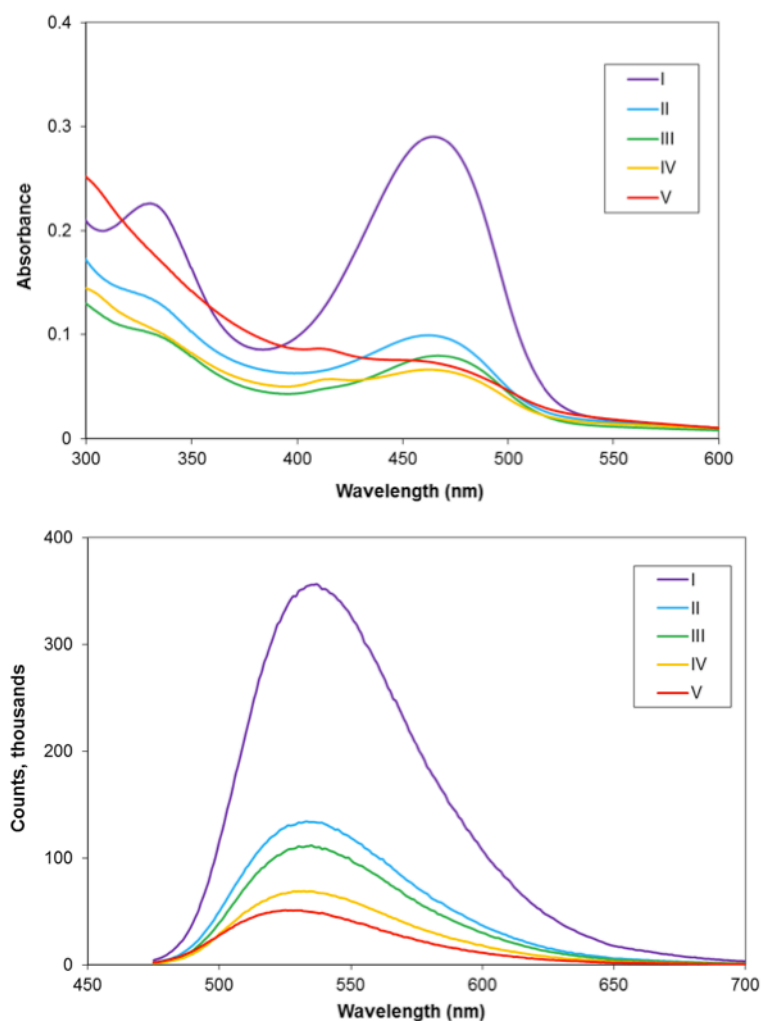 0.4
0.3
0.2
0.1
0
Absorbance
I
II
III
IV
V
300 350 400 450 500 550 600
Wavelength (nm)
400
300
200
100
0
Counts, thousands
I
II
III
IV
V
450 500 550 600 650 700
Wavelength (nm)